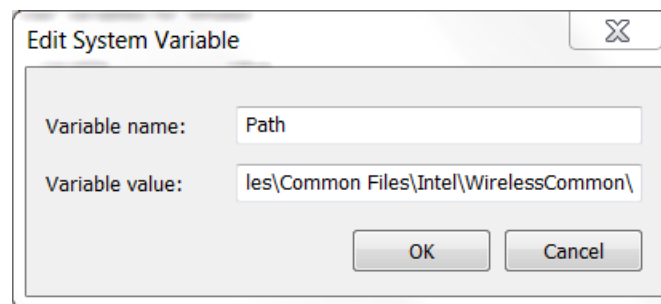 Edit System Variable
Variable name: Path
Variable value: les\Common Files\Intel\WirelessCommon\
OK Cancel